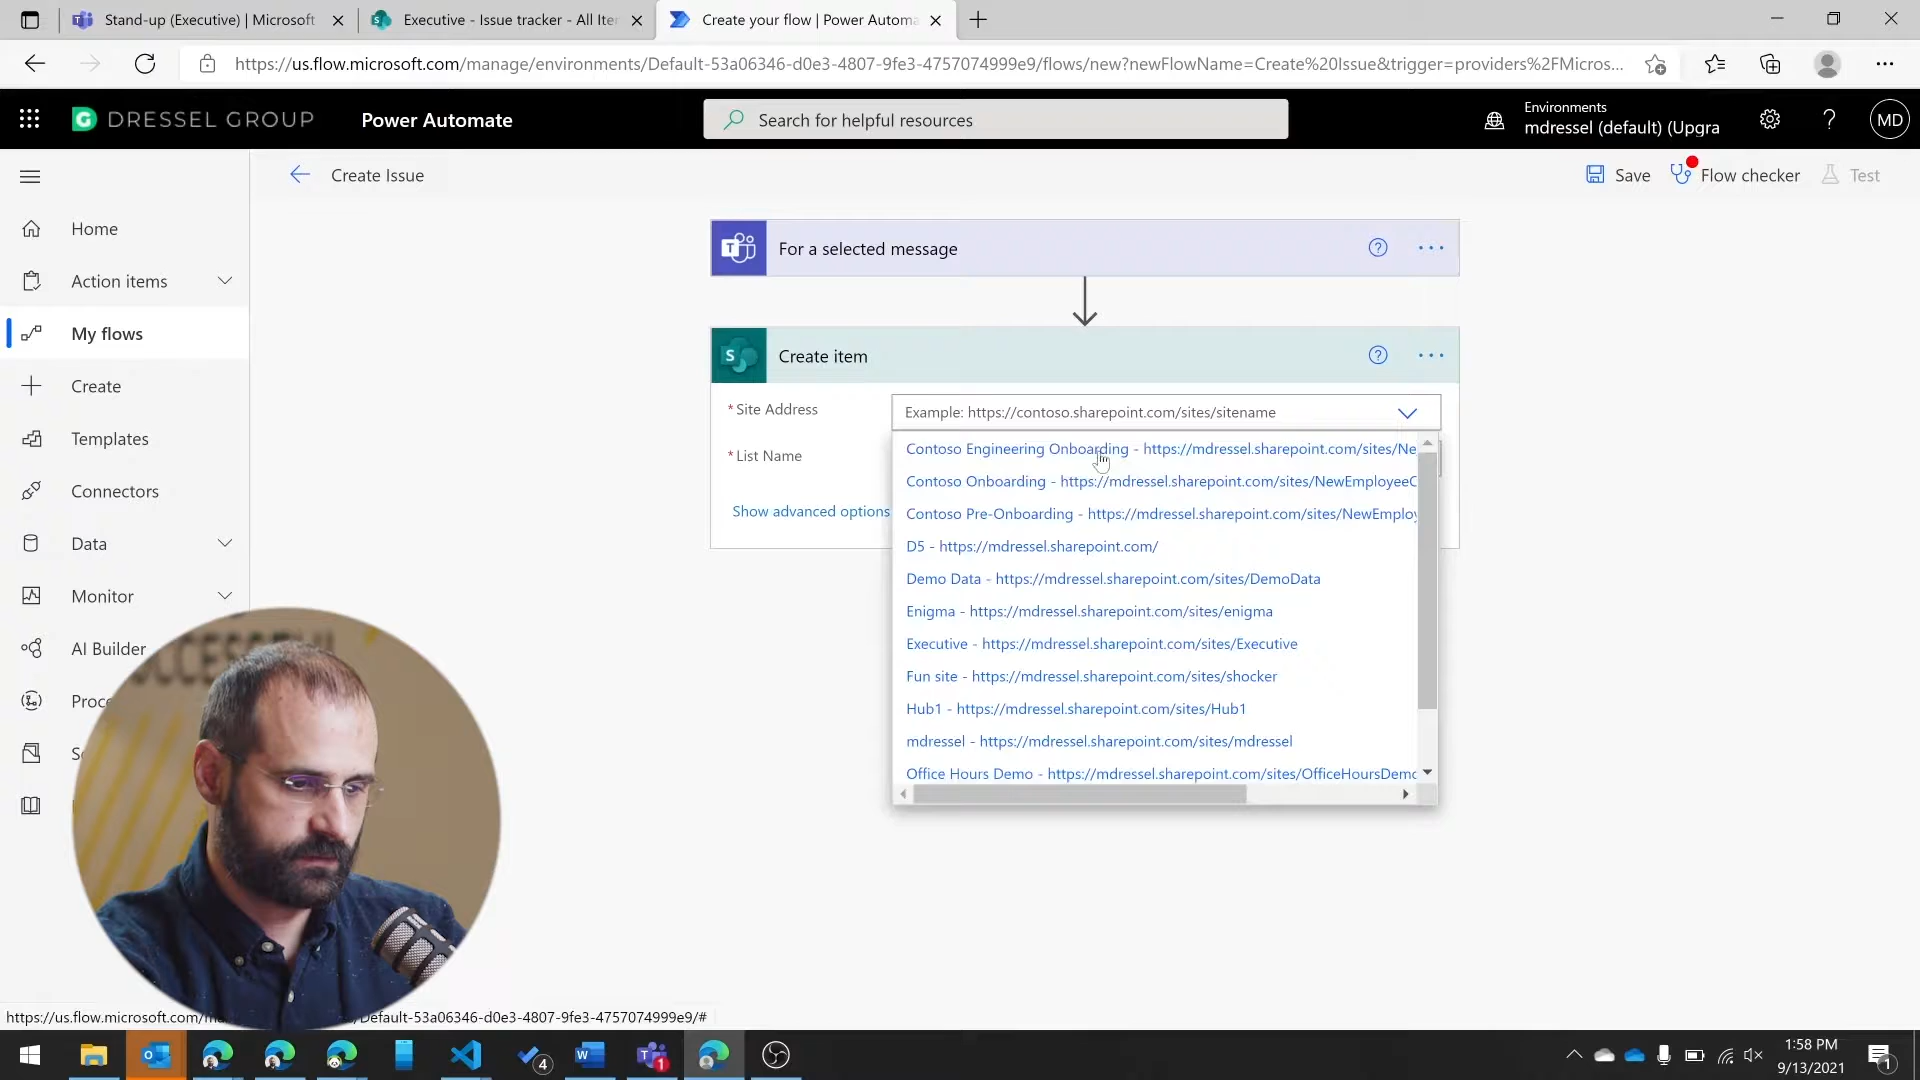 Stand-up (Executive) | Microsoft
Executive - Issue tracker - All Iter
Create your flow | Power Automa
https://us.flow.microsoft.com/manage/environments/Default-53a06346-d0e3-4807-9fe3-4757074999e9/flows/new?newFlowName=Create%20Issue&trigger=providers%2FMicros...
DRESSEL GROUP
Power Automate
Search for helpful resources
Environments
mdressel (default) (Upgra
MD
Create Issue
Save
Flow checker
Test
Home
Action items
My flows
Create
Templates
Connectors
Data
Monitor
AI Builder
Proce
For a selected message
Create item
*Site Address
Example: https://contoso.sharepoint.com/sites/sitename
*List Name
Show advanced options
Contoso Engineering Onboarding - https://mdressel.sharepoint.com/sites/Ne
Contoso Onboarding - https://mdressel.sharepoint.com/sites/NewEmployeeC
Contoso Pre-Onboarding - https://mdressel.sharepoint.com/sites/NewEmploy
D5 - https://mdressel.sharepoint.com/
Demo Data - https://mdressel.sharepoint.com/sites/DemoData
Enigma - https://mdressel.sharepoint.com/sites/enigma
Executive - https://mdressel.sharepoint.com/sites/Executive
Fun site - https://mdressel.sharepoint.com/sites/shocker
Hub1 - https://mdressel.sharepoint.com/sites/Hub1
mdressel - https://mdressel.sharepoint.com/sites/mdressel
Office Hours Demo - https://mdressel.sharepoint.com/sites/OfficeHoursDemo
https://us.flow.microsoft.com/ma
Default-53a06346-d0e3-4807-9fe3-4757074999e9/#
4
1
1:58 PM
9/13/2021
1